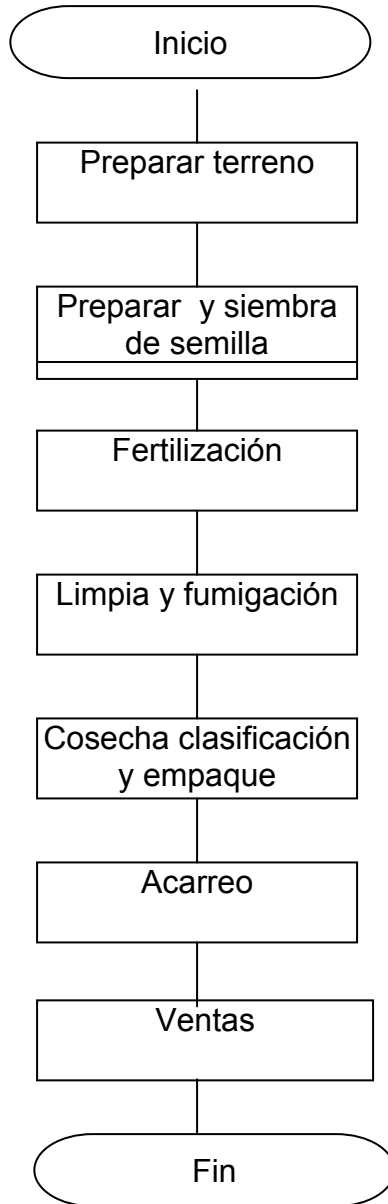 Inicio
Preparar terreno
Preparar y siembra
de semilla
Fertilización
Limpia y fumigación
Cosecha clasificación
y empaque
Acarreo
Ventas
Fin